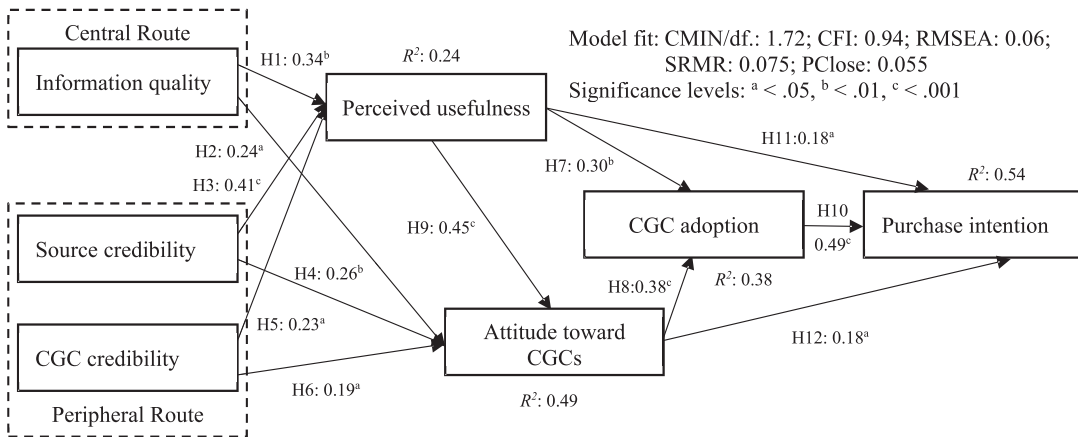 Central Route
Information quality
H1: 0.34ᵇ
R²: 0.24
Perceived usefulness
Model fit: CMIN/df.: 1.72; CFI: 0.94; RMSEA: 0.06;
SRMR: 0.075; PClose: 0.055
Significance levels: ᵃ < .05, ᵇ < .01, ᶜ < .001
H2: 0.24ᵃ
H3: 0.41ᶜ
H7: 0.30ᵇ
H11:0.18ᵃ
R²: 0.54
Source credibility
H9: 0.45ᶜ
CGC adoption
H10
0.49ᶜ
Purchase intention
H4: 0.26ᵇ
H8:0.38ᶜ
R²: 0.38
H5: 0.23ᵃ
CGC credibility
Attitude toward
CGCs
H12: 0.18ᵃ
H6: 0.19ᵃ
R²: 0.49
Peripheral Route